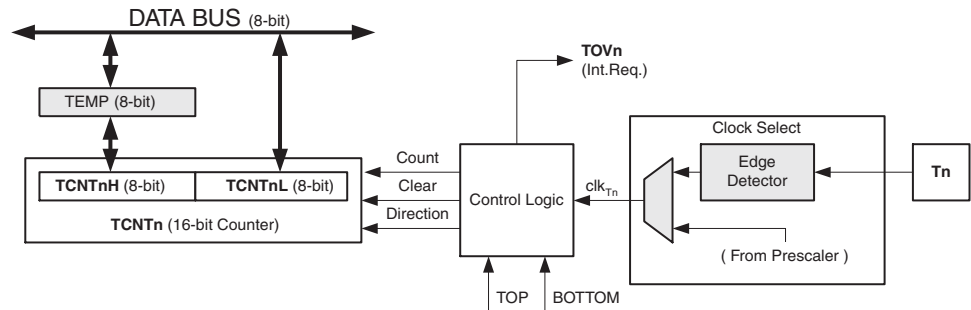 DATA BUS (8-bit)
TOVn
(Int.Req.)
TEMP (8-bit)
Clock Select
Count
Edge
Detector
Tn
TCNTnH (8-bit) TCNTnL (8-bit)
Clear
Control Logic
clkTn
TCNTn (16-bit Counter)
Direction
( From Prescaler )
TOP BOTTOM